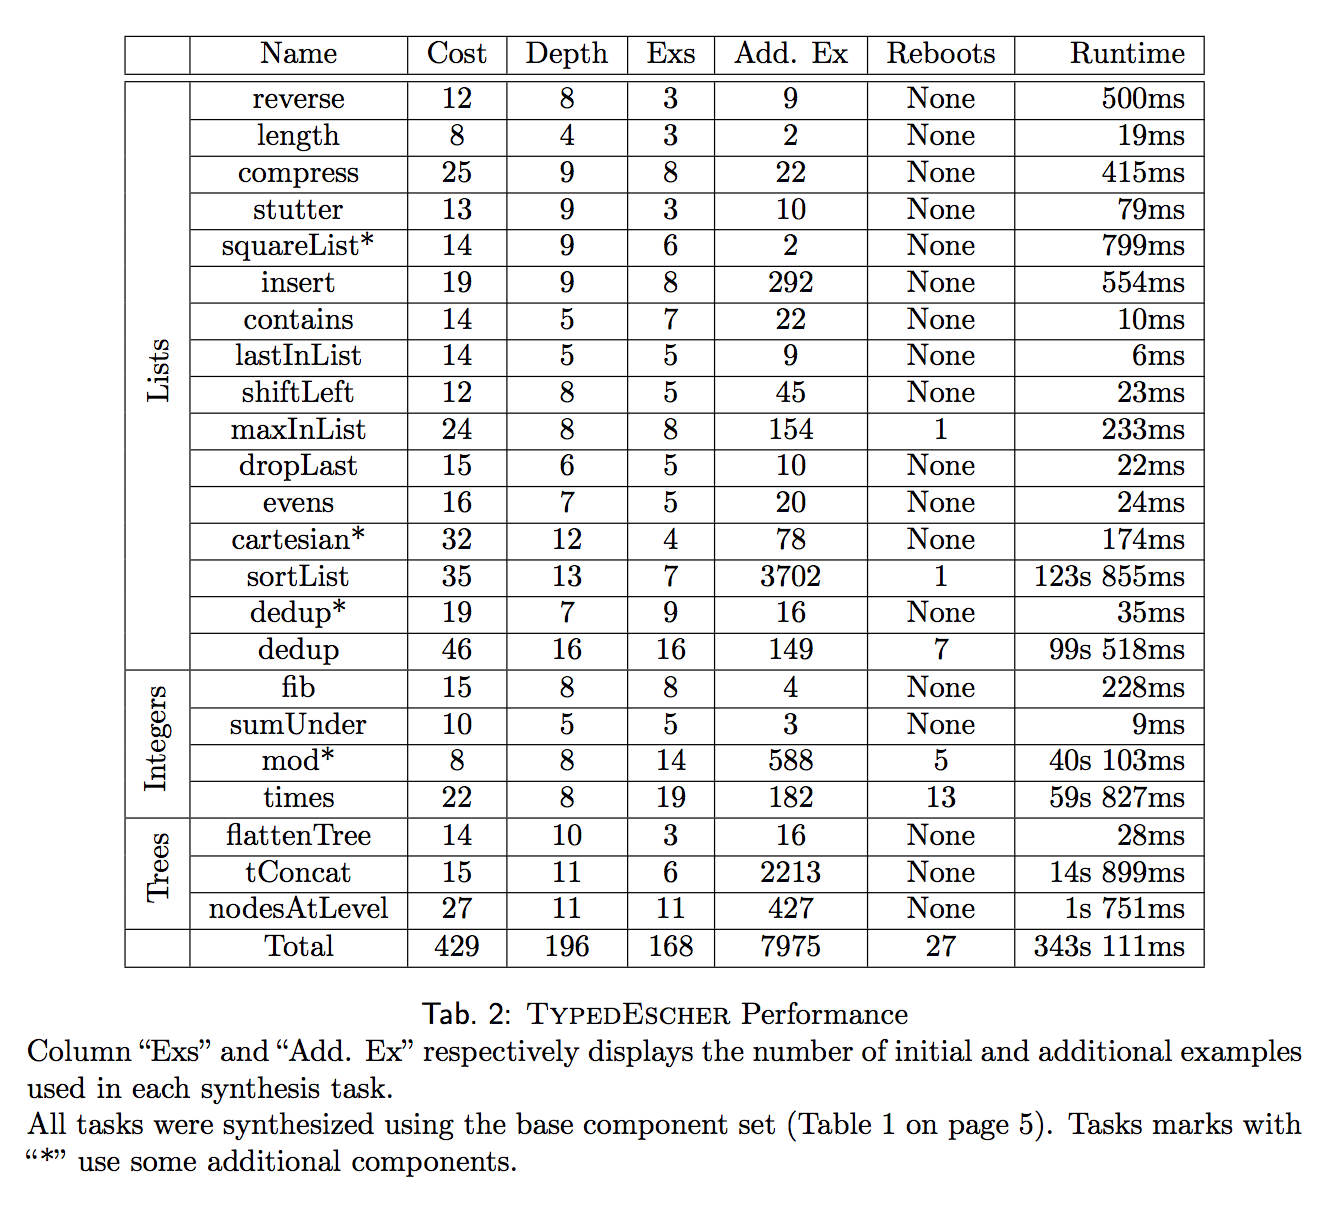 Name Cost Depth Exs Add. Ex Reboots Runtime
Lists
reverse 12 8 3 9 None 500ms
length 8 4 3 2 None 19ms
compress 25 9 8 22 None 415ms
stutter 13 9 3 10 None 79ms
squareList* 14 9 6 2 None 799ms
insert 19 9 8 292 None 554ms
contains 14 5 7 22 None 10ms
lastInList 14 5 5 9 None 6ms
shiftLeft 12 8 5 45 None 23ms
maxInList 24 8 8 154 1 233ms
dropLast 15 6 5 10 None 22ms
evens 16 7 5 20 None 24ms
cartesian* 32 12 4 78 None 174ms
sortList 35 13 7 3702 1 123s 855ms
dedup* 19 7 9 16 None 35ms
dedup 46 16 16 149 7 99s 518ms
Integers
fib 15 8 8 4 None 228ms
sumUnder 10 5 5 3 None 9ms
mod* 8 8 14 588 5 40s 103ms
times 22 8 19 182 13 59s 827ms
Trees
flattenTree 14 10 3 16 None 28ms
tConcat 15 11 6 2213 None 14s 899ms
nodesAtLevel 27 11 11 427 None 1s 751ms
Total 429 196 168 7975 27 343s 111ms
Tab. 2: TYPEDESCHER Performance
Column “Exs” and “Add. Ex” respectively displays the number of initial and additional examples
used in each synthesis task.
All tasks were synthesized using the base component set (Table 1 on page 5). Tasks marks with
“*” use some additional components.